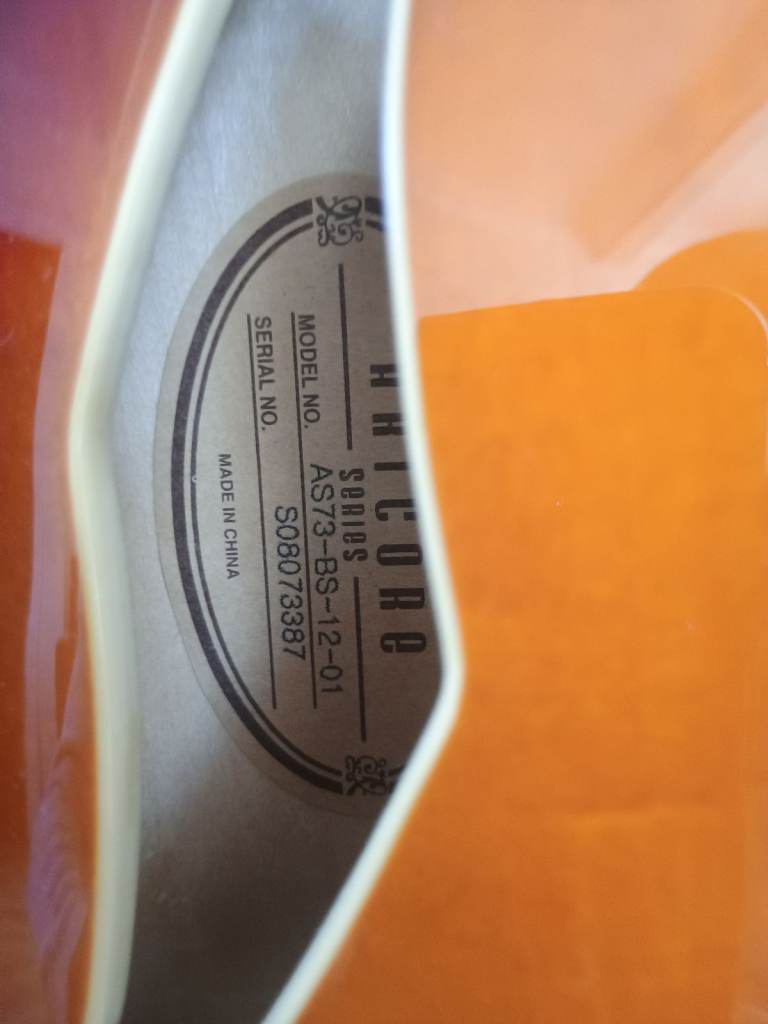 ARTCORE
SERIES
MODEL NO. AS73-BS-12-01
SERIAL NO. S08073387
MADE IN CHINA